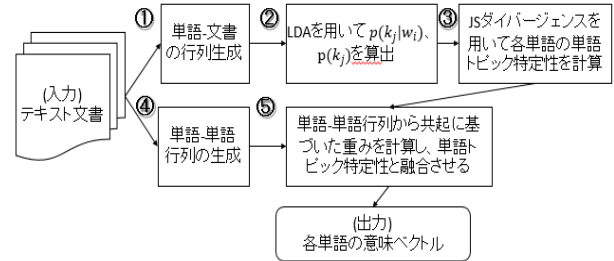 (入力)
テキスト文書
①
単語-文書
の行列生成
②
LDAを用いてp(k_j|w_i)、
p(k_j)を算出
③
JSダイバージェンスを
用いて各単語の単語
トピック特定性を計算
④
単語-単語
行列の生成
⑤
単語-単語行列から共起に基
づいた重みを計算し、単語ト
ピック特定性と融合させる
(出力)
各単語の意味ベクトル